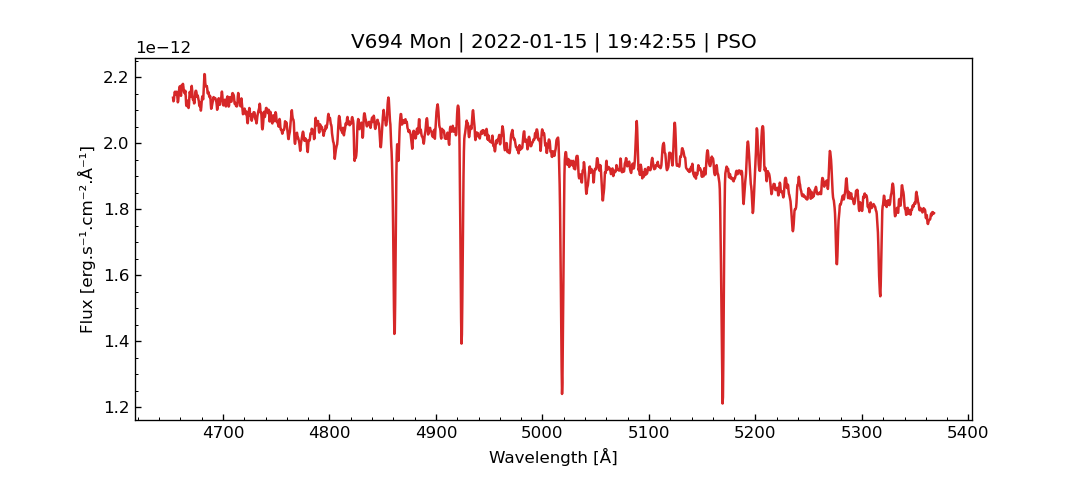 V694 Mon | 2022-01-15 | 19:42:55 | PSO
1e−12
2.2
2.0
1.8
1.6
1.4
1.2
Flux [erg.s⁻¹.cm⁻².Å⁻¹]
4700 4800 4900 5000 5100 5200 5300 5400
Wavelength [Å]